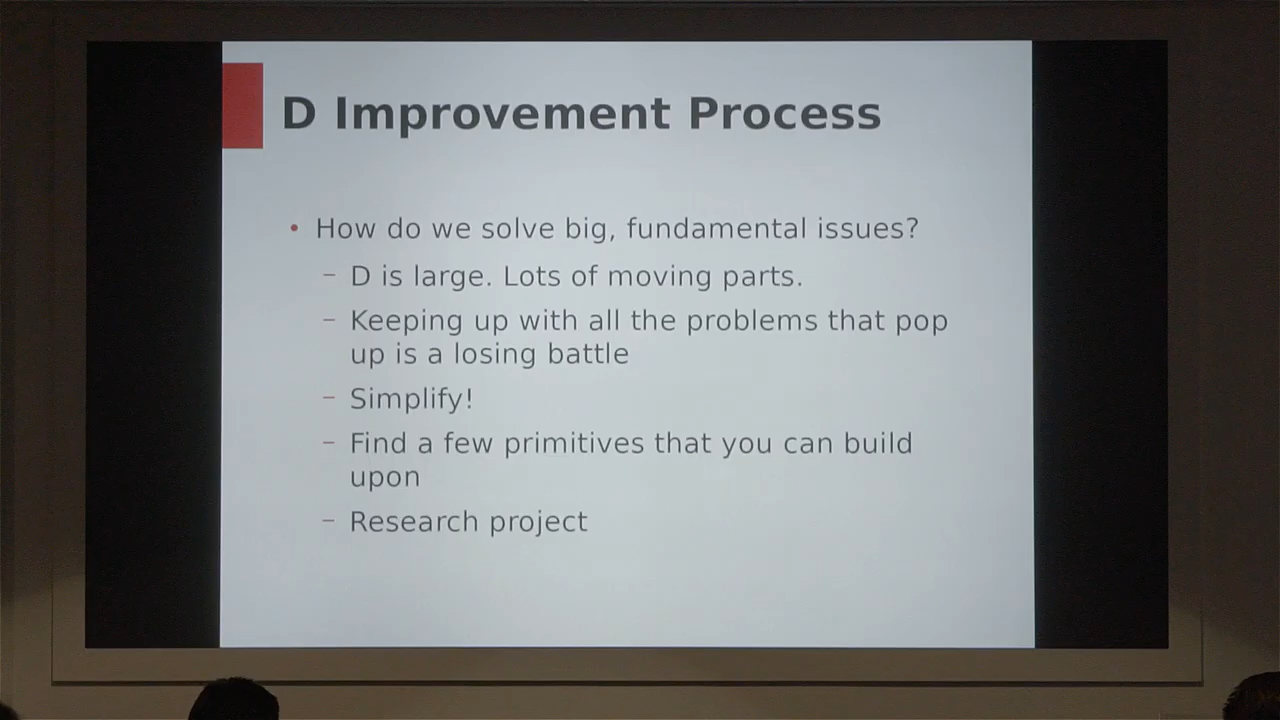 D Improvement Process
• How do we solve big, fundamental issues?
– D is large. Lots of moving parts.
– Keeping up with all the problems that pop
up is a losing battle
– Simplify!
– Find a few primitives that you can build
upon
– Research project